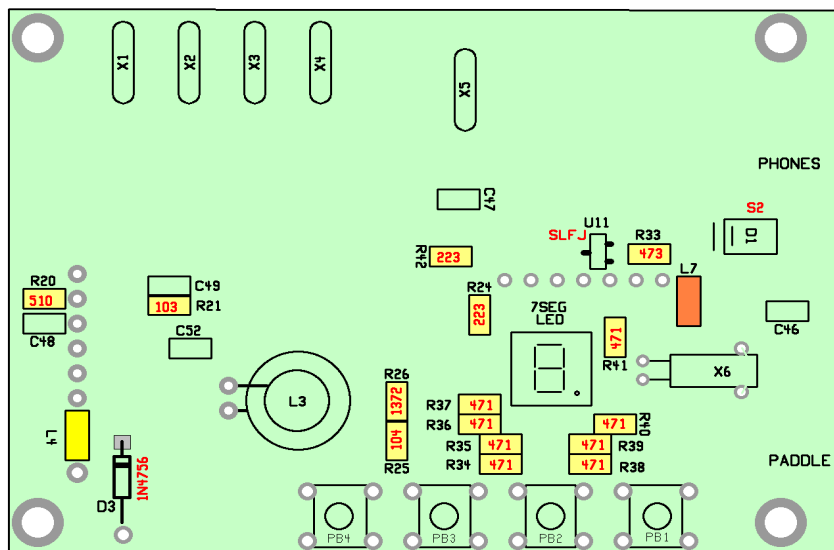 X1
X2
X3
X4
X5
PHONES
C47
S2
U11
SLFJ
R33
D1
R42
223
473
L7
R20
C49
R24
510
103
R21
7SEG
LED
223
C48
C46
C52
471
R41
X6
R26
L3
1372
R37
471
R36
471
471
R40
L4
104
R35
471
471
R39
R25
R34
471
471
R38
PADDLE
1N4756
D3
PB4
PB3
PB2
PB1